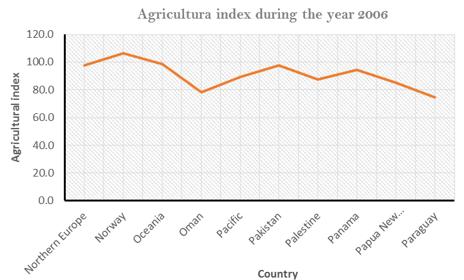 Agricultura index during the year 2006
Agricultural index
120.0
100.0
80.0
60.0
40.0
20.0
0.0
Northern Europe
Norway
Oceania
Oman
Pacific
Pakistan
Palestine
Panama
Papua New...
Paraguay
Country